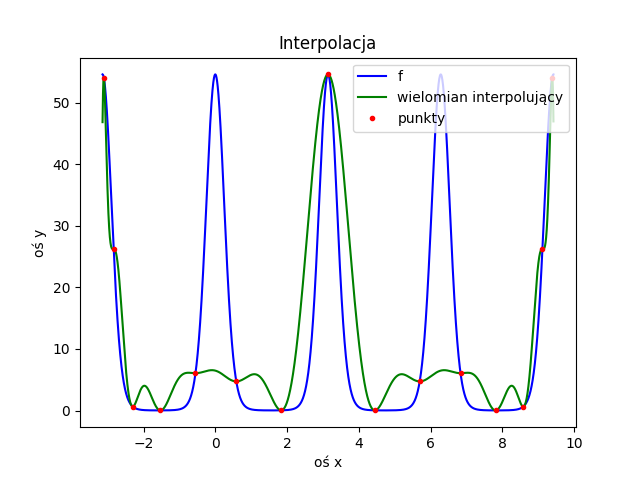 Interpolacja
f
wielomian interpolujący
punkty
oś y
50
40
30
20
10
0
−2
0
2
4
6
8
10
oś x